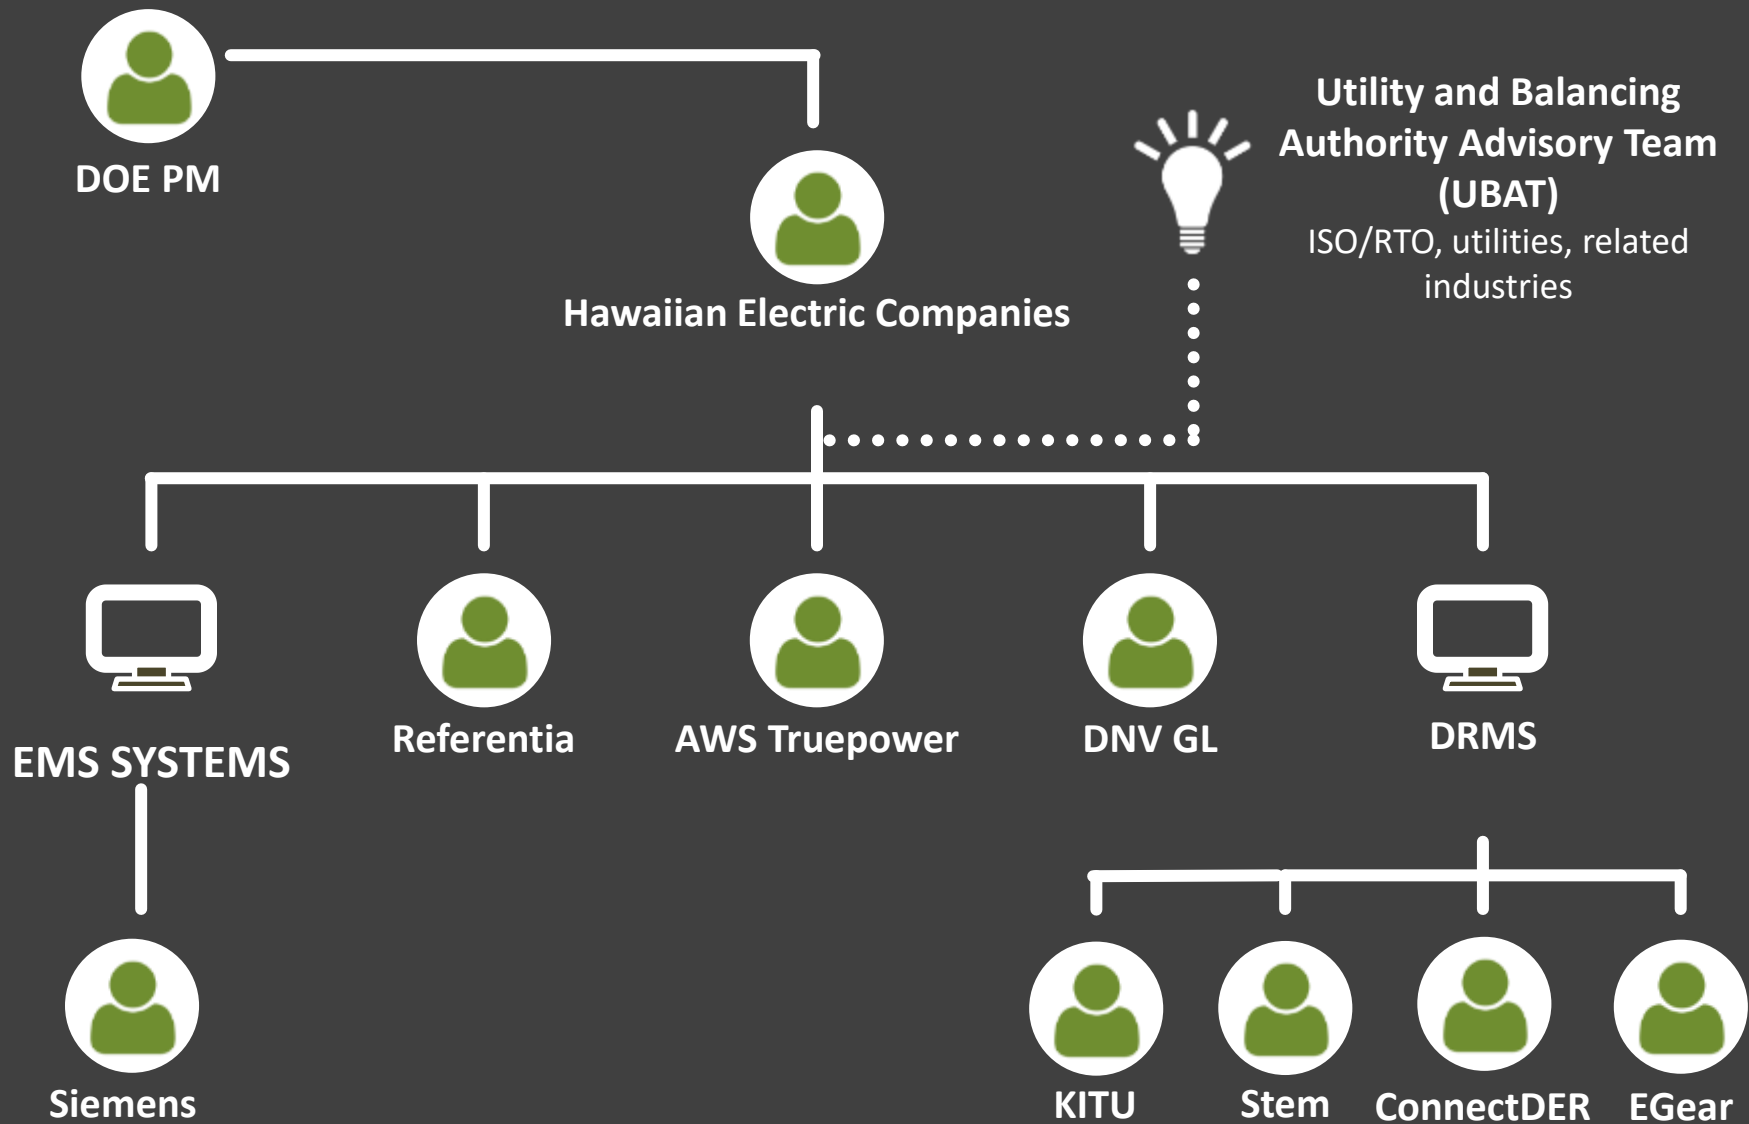 DOE PM
Hawaiian Electric Companies
Utility and Balancing
Authority Advisory Team
(UBAT)
ISO/RTO, utilities, related
industries
EMS SYSTEMS
Referentia
AWS Truepower
DNV GL
DRMS
Siemens
KITU
Stem
ConnectDER
EGear